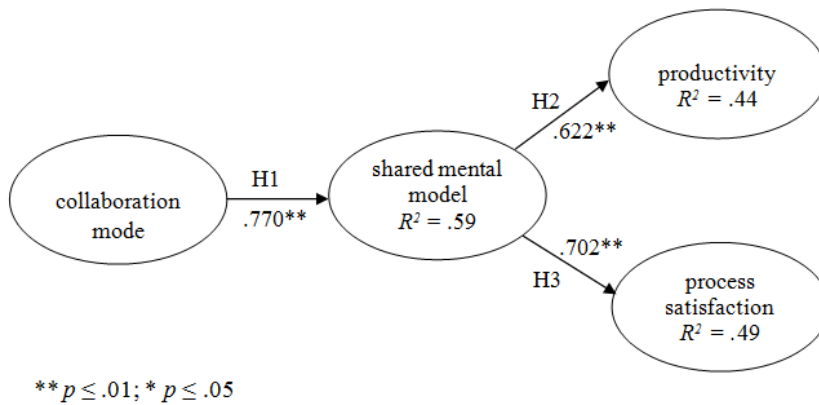 collaboration
mode
H1
.770**
shared mental
model
R² = .59
H2
.622**
productivity
R² = .44
.702**
H3
process
satisfaction
R² = .49
** p ≤ .01; * p ≤ .05